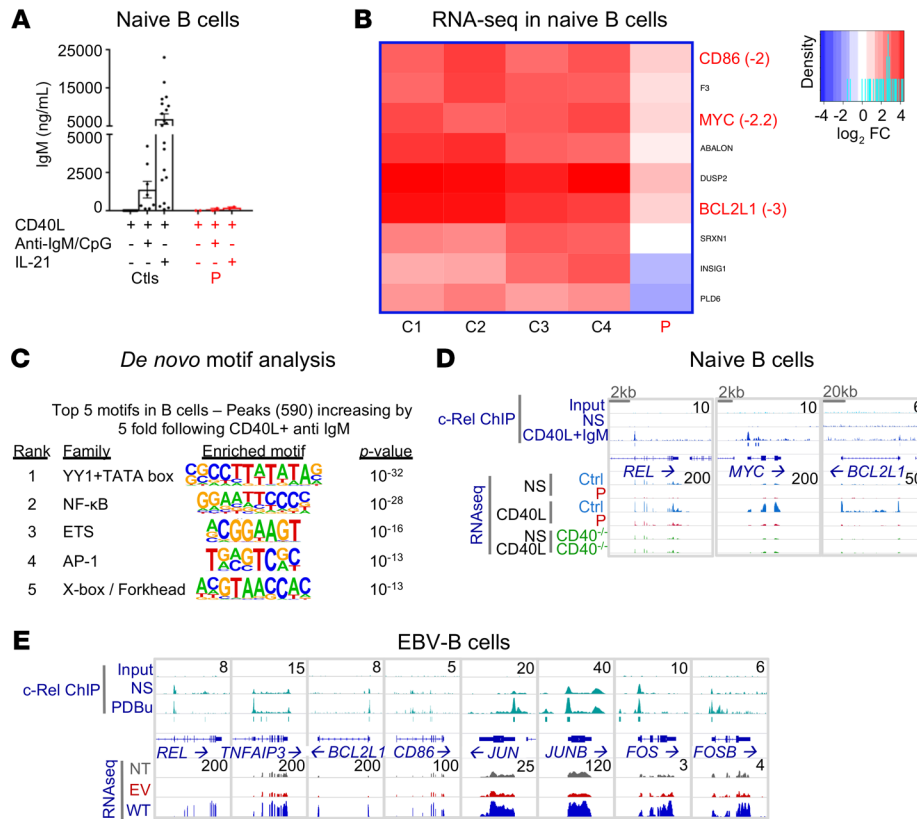 A Naive B cells
IgM (ng/mL)
25000
15000
5000
5000
2500
0
CD40L + + + + + +
Anti-IgM/CpG - + - - + -
IL-21 - - + - - +
Ctls P
B RNA-seq in naive B cells
CD86 (-2)
F3
MYC (-2.2)
ABALON
DUSP2
BCL2L1 (-3)
SRXN1
INSIG1
PLD6
C1 C2 C3 C4 P
Density
-4 -2 0 2 4
log2 FC
C De novo motif analysis
Top 5 motifs in B cells – Peaks (590) increasing by
5 fold following CD40L+ anti IgM
Rank Family Enriched motif p-value
1 YY1+TATA box CGCCTTATATAG 10-32
2 NF-κB GGAATTCCCC 10-28
3 ETS ACGGAAGT 10-16
4 AP-1 TGAGTCGC 10-13
5 X-box / Forkhead ACGTAACCAC 10-13
D Naive B cells
2kb 2kb 20kb
c-Rel ChIP
Input 10 10 6
NS
CD40L+IgM
REL → MYC → ← BCL2L1
200 200 50
RNAseq
NS Ctrl
P
CD40L Ctrl
P
NS CD40-/-
CD40L CD40-/-
E EBV-B cells
c-Rel ChIP
Input 8 15 8 5 20 40 10 6
NS
PDBu
REL → TNFAIP3 → ← BCL2L1 CD86 → ← JUN JUNB → FOS → FOSB →
RNAseq
NT 200 200 200 100 25 120 3 4
EV
WT